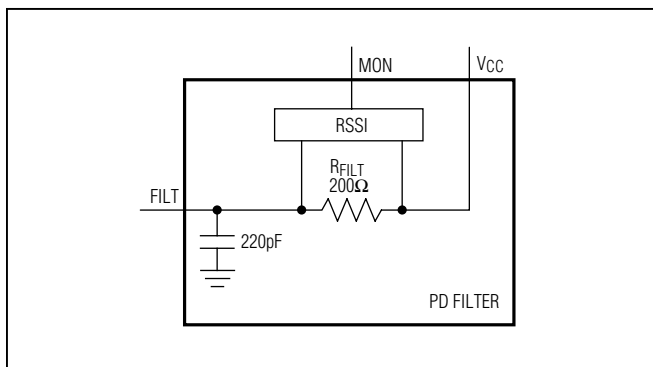 MON
VCC
RSSI
RFILT
200Ω
FILT
220pF
PD FILTER